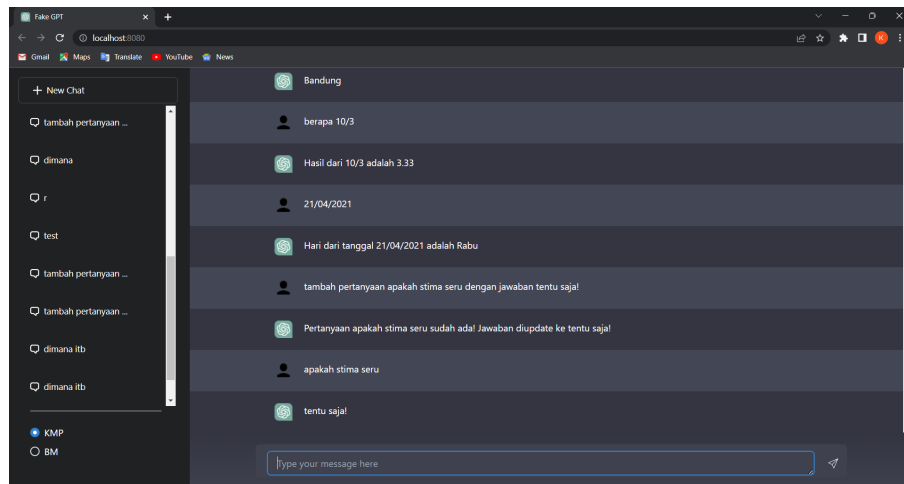 Fake GPT
localhost:8080
K
Gmail Maps Translate YouTube News
+ New Chat
tambah pertanyaan ...
dimana
r
test
tambah pertanyaan ...
tambah pertanyaan ...
dimana itb
dimana itb
KMP
BM
Bandung
berapa 10/3
Hasil dari 10/3 adalah 3.33
21/04/2021
Hari dari tanggal 21/04/2021 adalah Rabu
tambah pertanyaan apakah stima seru dengan jawaban tentu saja!
Pertanyaan apakah stima seru sudah ada! Jawaban diupdate ke tentu saja!
apakah stima seru
tentu saja!
Type your message here